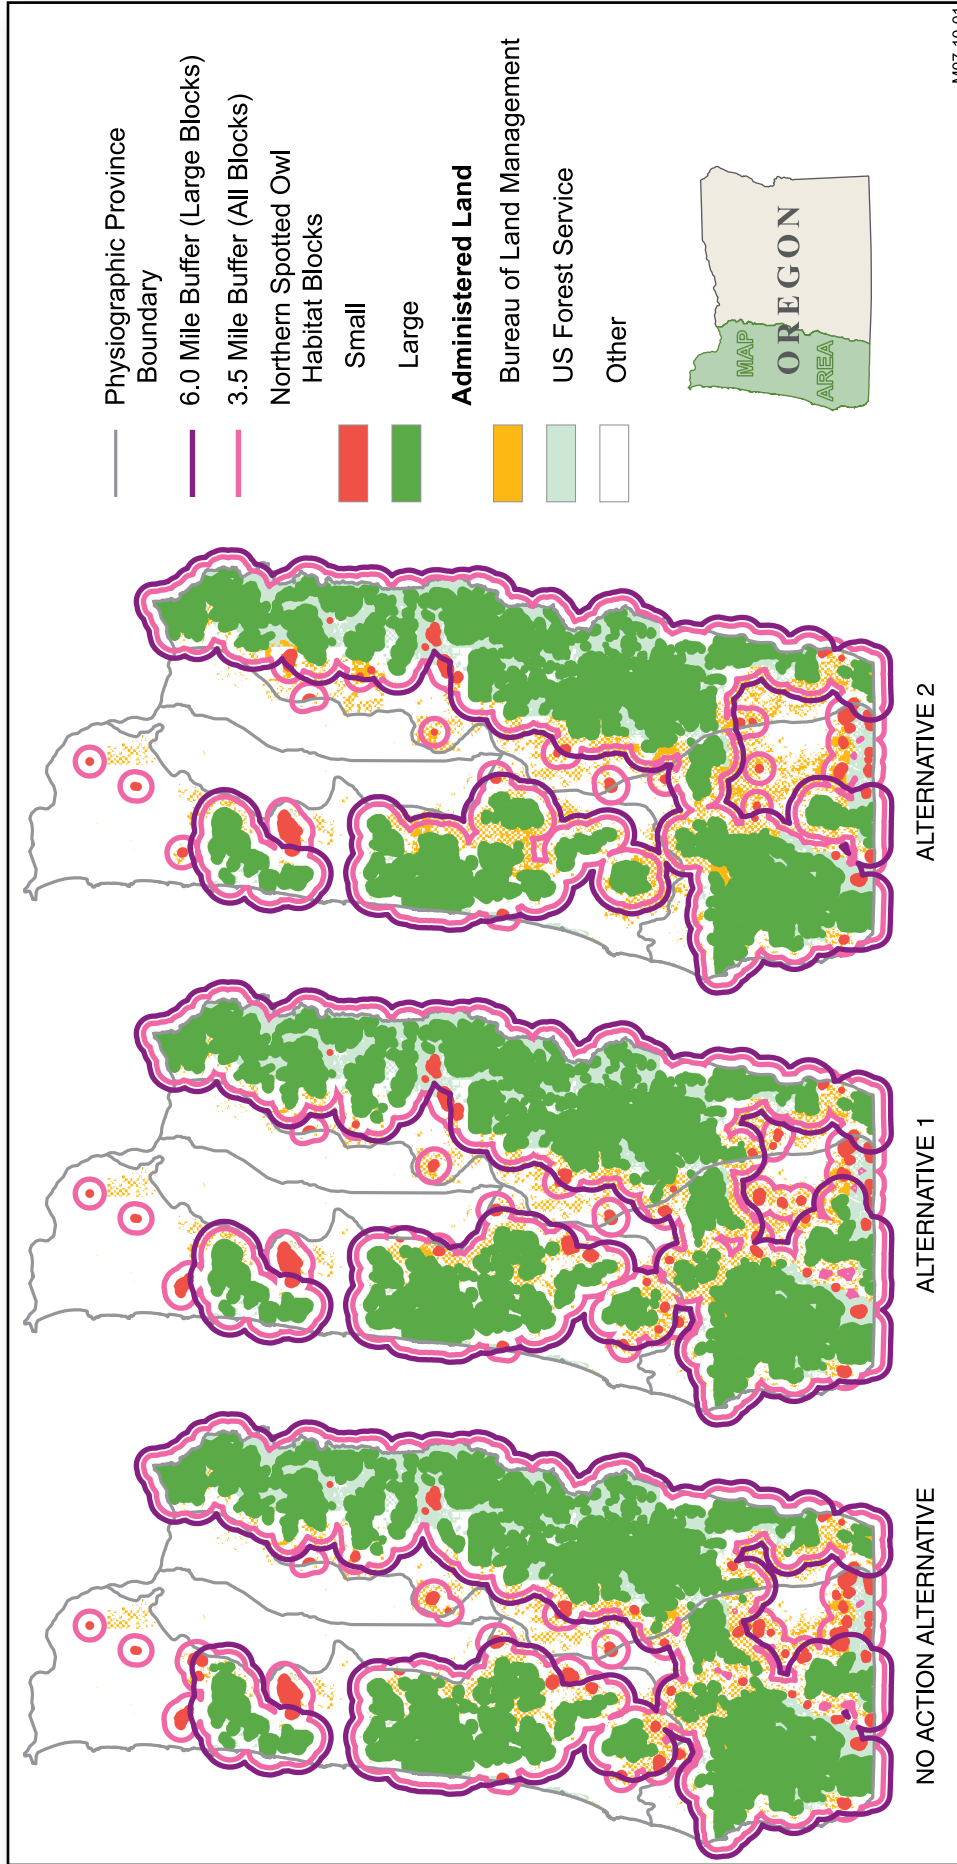 NO ACTION ALTERNATIVE
ALTERNATIVE 1
ALTERNATIVE 2
Physiographic Province
Boundary
6.0 Mile Buffer (Large Blocks)
3.5 Mile Buffer (All Blocks)
Northern Spotted Owl
Habitat Blocks
Small
Large
Administered Land
Bureau of Land Management
US Forest Service
Other
MAP
AREA
OREGON